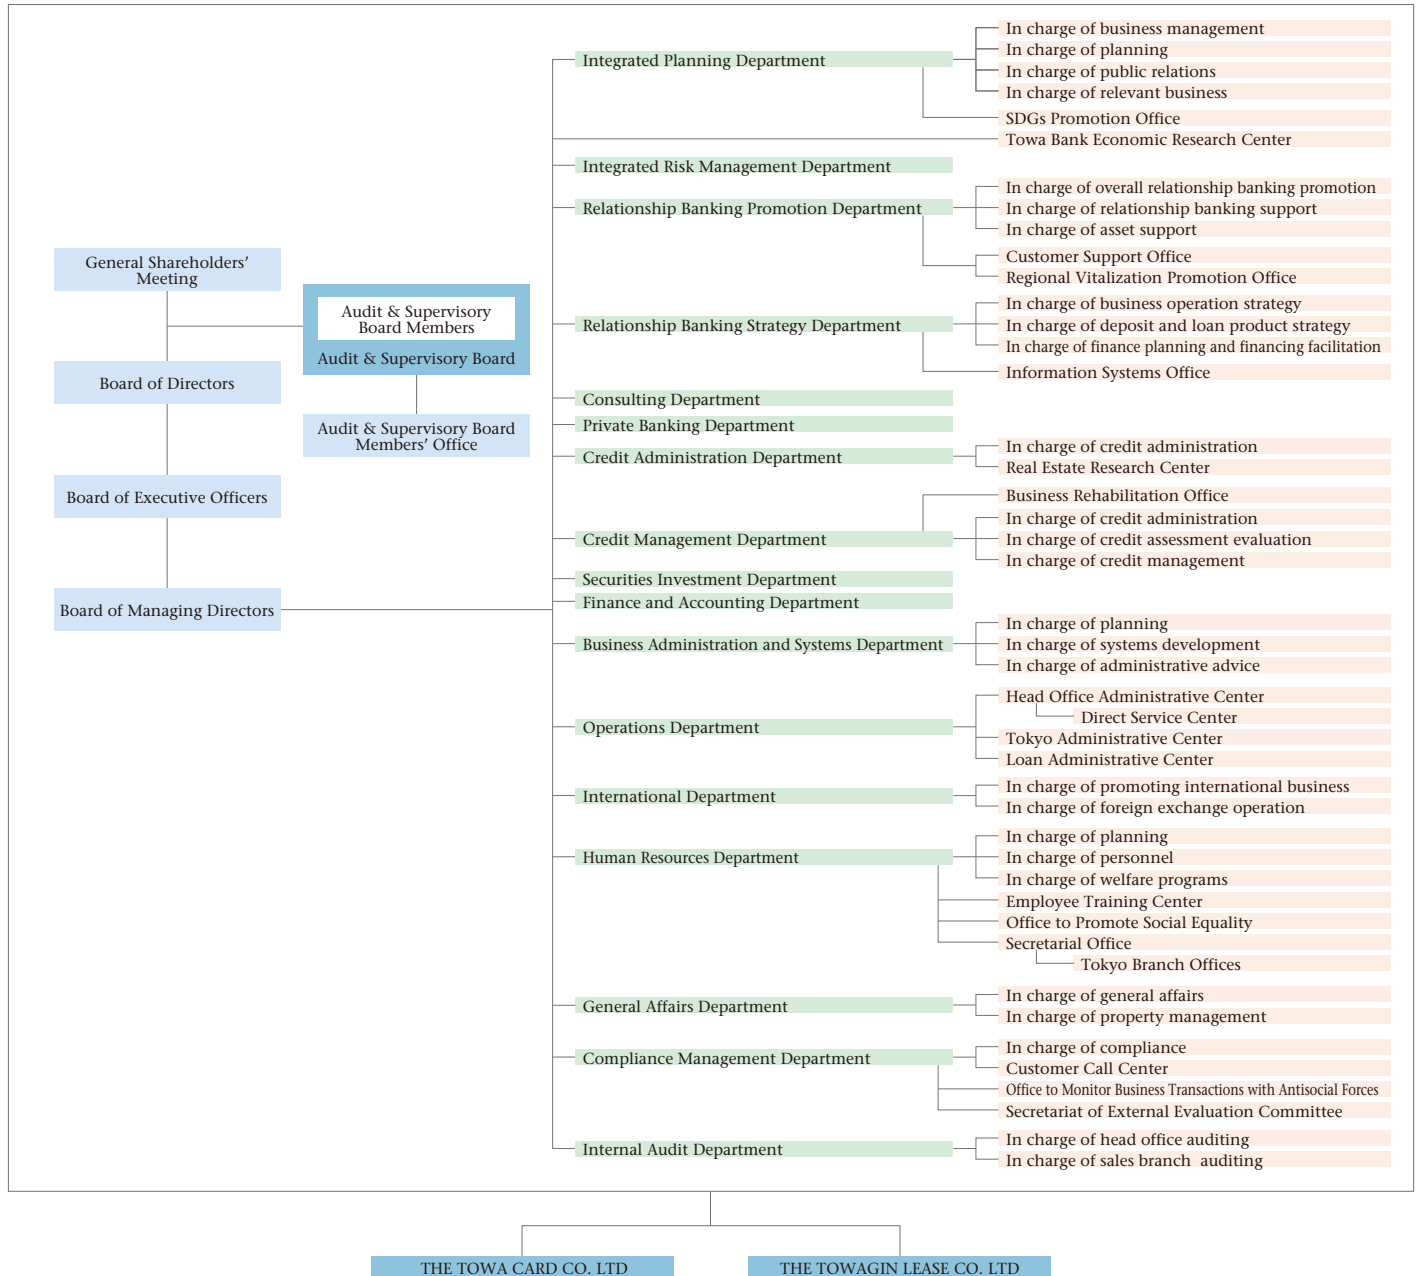 General Shareholders’
Meeting
Audit & Supervisory
Board Members
Audit & Supervisory Board
Board of Directors
Audit & Supervisory Board
Members’ Office
Board of Executive Officers
Board of Managing Directors
Integrated Planning Department
In charge of business management
In charge of planning
In charge of public relations
In charge of relevant business
SDGs Promotion Office
Towa Bank Economic Research Center
Integrated Risk Management Department
Relationship Banking Promotion Department
In charge of overall relationship banking promotion
In charge of relationship banking support
In charge of asset support
Customer Support Office
Regional Vitalization Promotion Office
Relationship Banking Strategy Department
In charge of business operation strategy
In charge of deposit and loan product strategy
In charge of finance planning and financing facilitation
Information Systems Office
Consulting Department
Private Banking Department
Credit Administration Department
In charge of credit administration
Real Estate Research Center
Business Rehabilitation Office
Credit Management Department
In charge of credit administration
In charge of credit assessment evaluation
In charge of credit management
Securities Investment Department
Finance and Accounting Department
Business Administration and Systems Department
In charge of planning
In charge of systems development
In charge of administrative advice
Operations Department
Head Office Administrative Center
Direct Service Center
Tokyo Administrative Center
Loan Administrative Center
International Department
In charge of promoting international business
In charge of foreign exchange operation
Human Resources Department
In charge of planning
In charge of personnel
In charge of welfare programs
Employee Training Center
Office to Promote Social Equality
Secretarial Office
Tokyo Branch Offices
General Affairs Department
In charge of general affairs
In charge of property management
Compliance Management Department
In charge of compliance
Customer Call Center
Office to Monitor Business Transactions with Antisocial Forces
Secretariat of External Evaluation Committee
Internal Audit Department
In charge of head office auditing
In charge of sales branch auditing
THE TOWA CARD CO. LTD
THE TOWAGIN LEASE CO. LTD